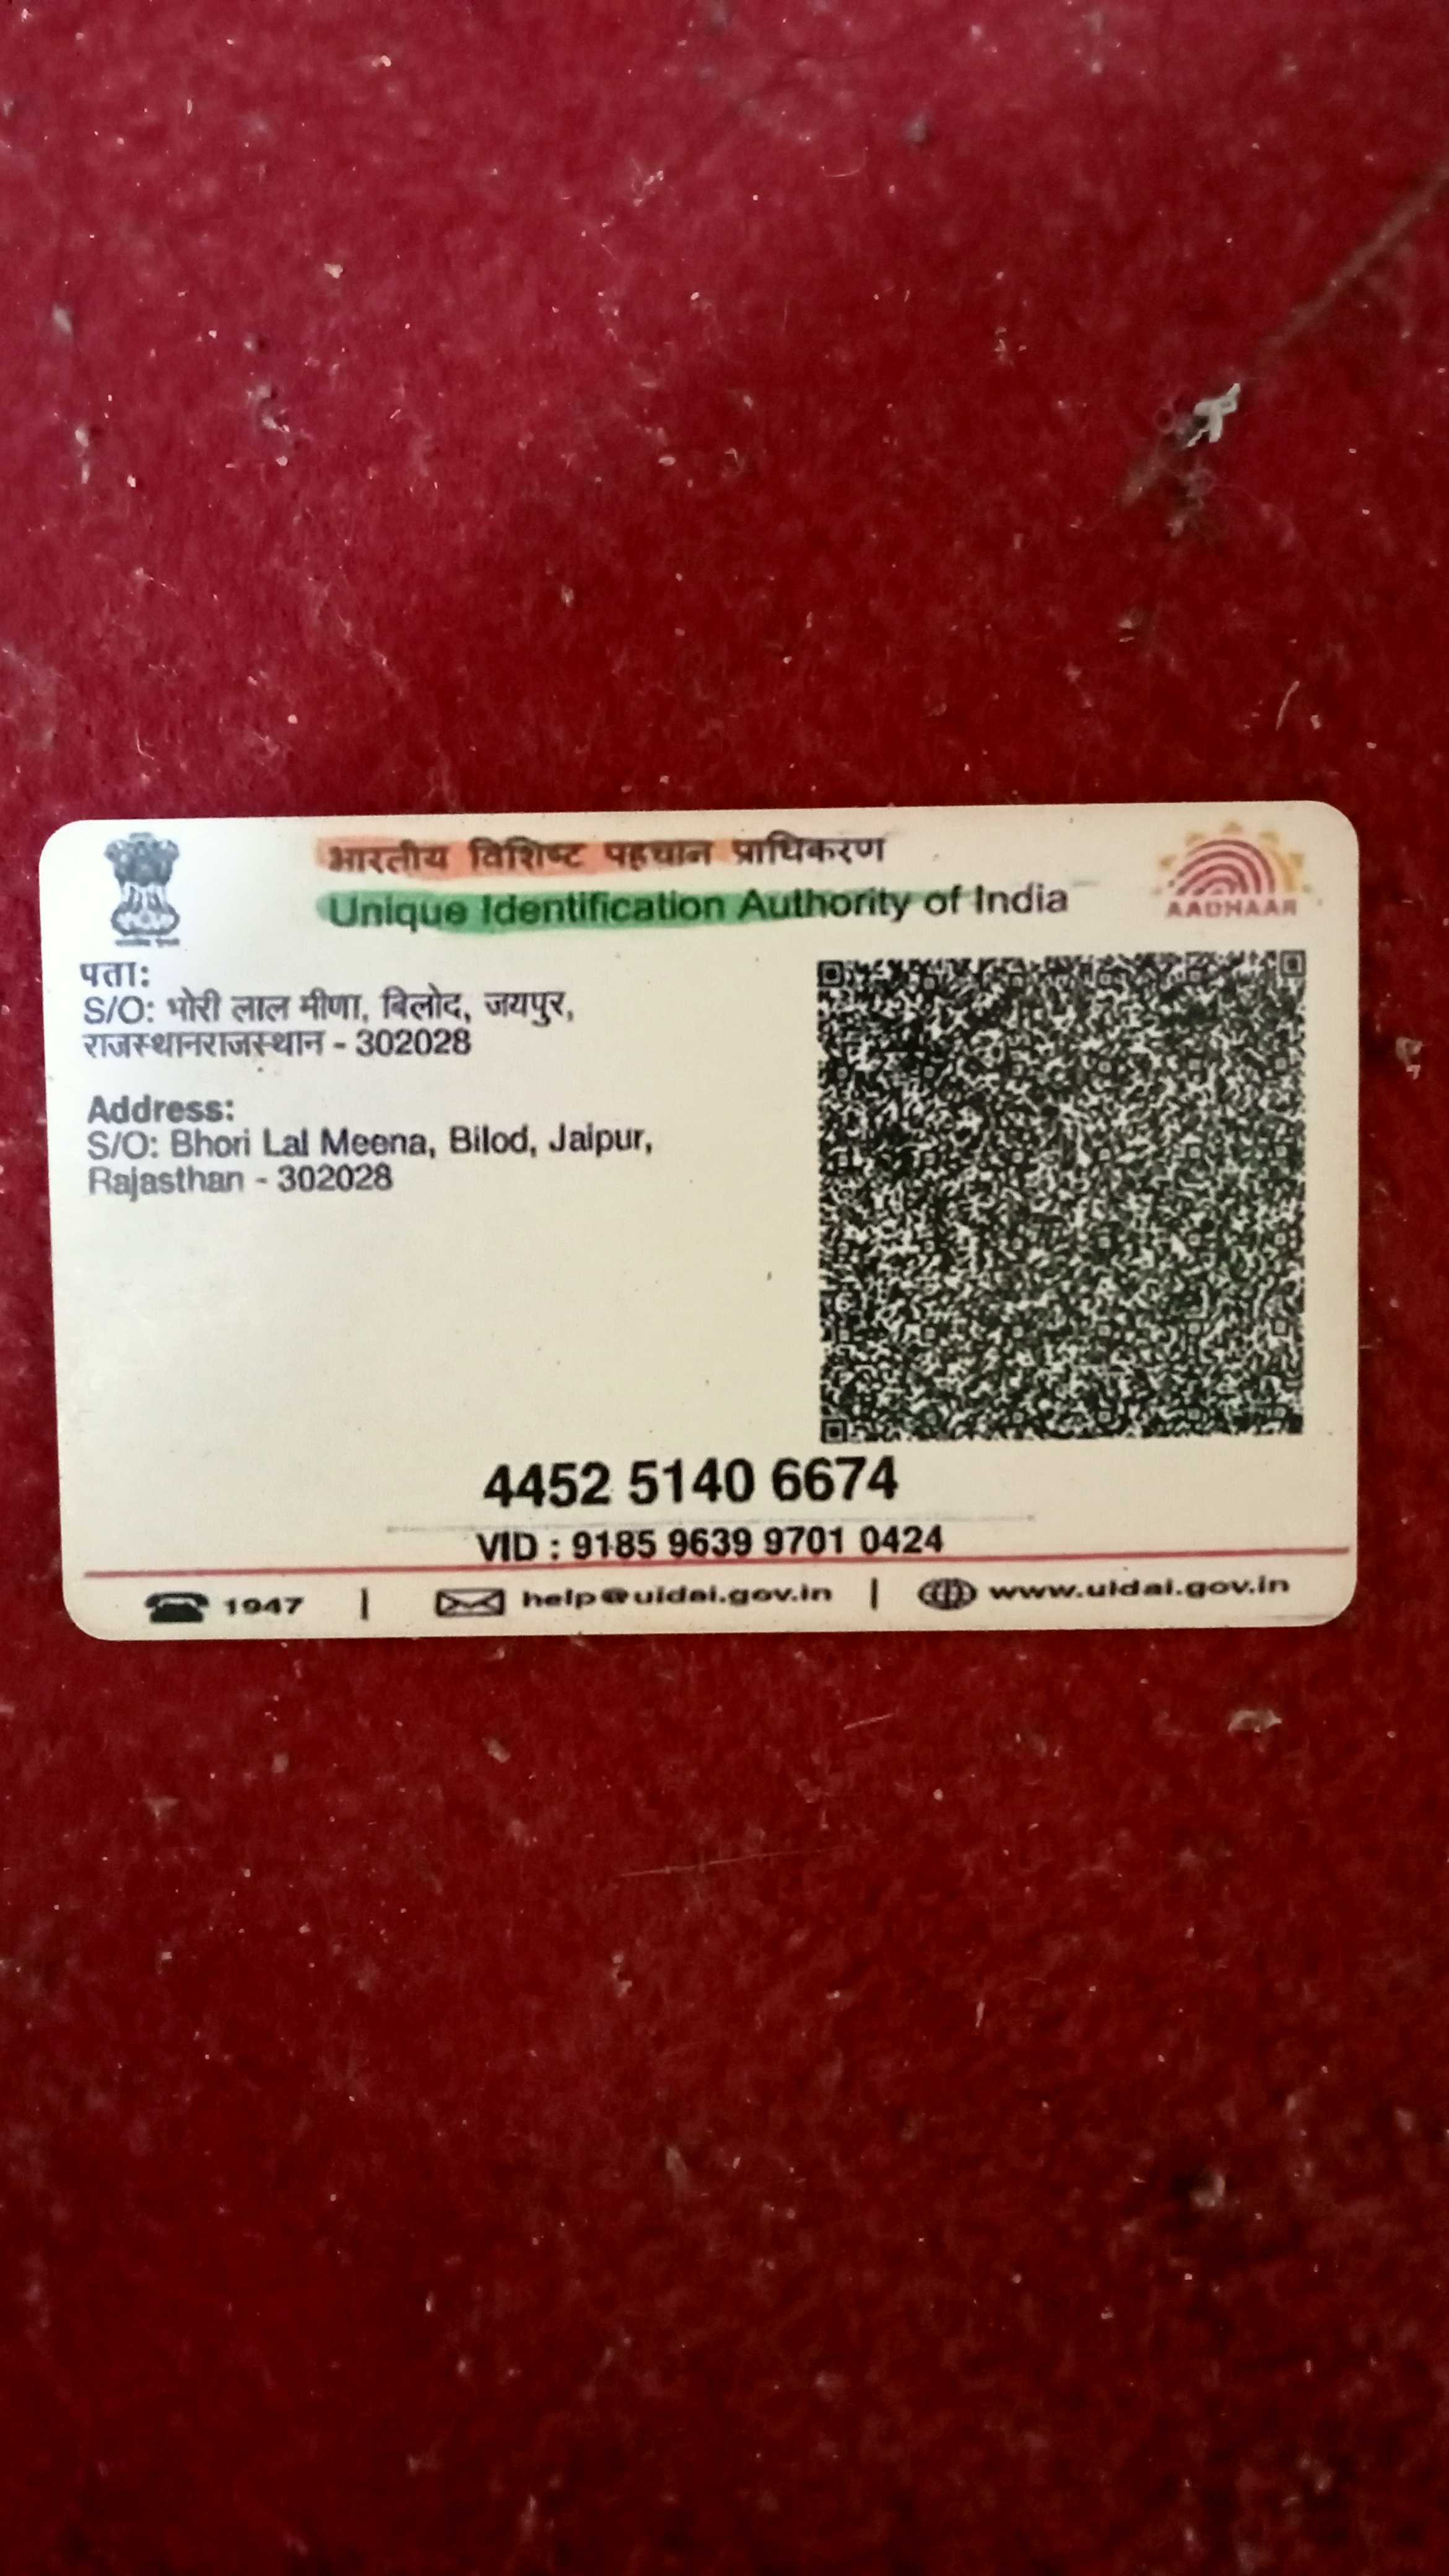 भारतीय विशिष्ट पहचान प्राधिकरण
Unique Identification Authority of India
AADHAAR
पता:
S/O: भोरी लाल मीणा, बिलोद, जयपुर,
राजस्थानराजस्थान - 302028
Address:
S/O: Bhori Lal Meena, Bilod, Jaipur,
Rajasthan - 302028
4452 5140 6674
VID : 9185 9639 9701 0424
1947 | help@uidai.gov.in | www.uidai.gov.in